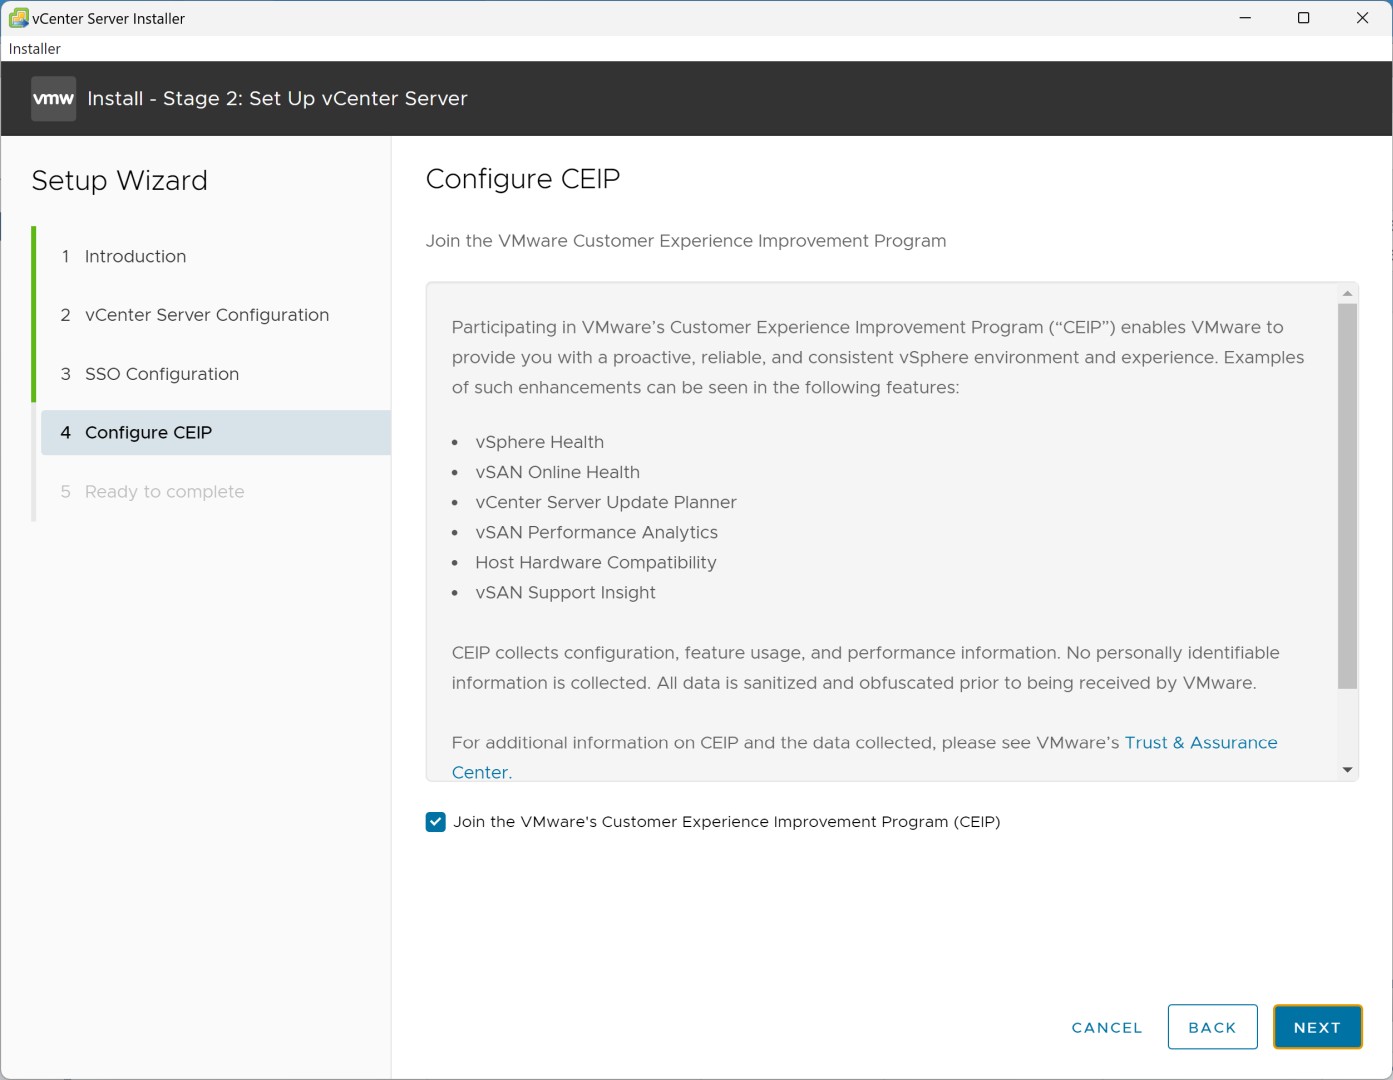 vCenter Server Installer
Installer
vmw Install - Stage 2: Set Up vCenter Server
Setup Wizard
1 Introduction
2 vCenter Server Configuration
3 SSO Configuration
4 Configure CEIP
5 Ready to complete
Configure CEIP
Join the VMware Customer Experience Improvement Program
Participating in VMware’s Customer Experience Improvement Program (“CEIP”) enables VMware to
provide you with a proactive, reliable, and consistent vSphere environment and experience. Examples
of such enhancements can be seen in the following features:
• vSphere Health
• vSAN Online Health
• vCenter Server Update Planner
• vSAN Performance Analytics
• Host Hardware Compatibility
• vSAN Support Insight
CEIP collects configuration, feature usage, and performance information. No personally identifiable
information is collected. All data is sanitized and obfuscated prior to being received by VMware.
For additional information on CEIP and the data collected, please see VMware’s Trust & Assurance
Center.
Join the VMware's Customer Experience Improvement Program (CEIP)
CANCEL BACK NEXT